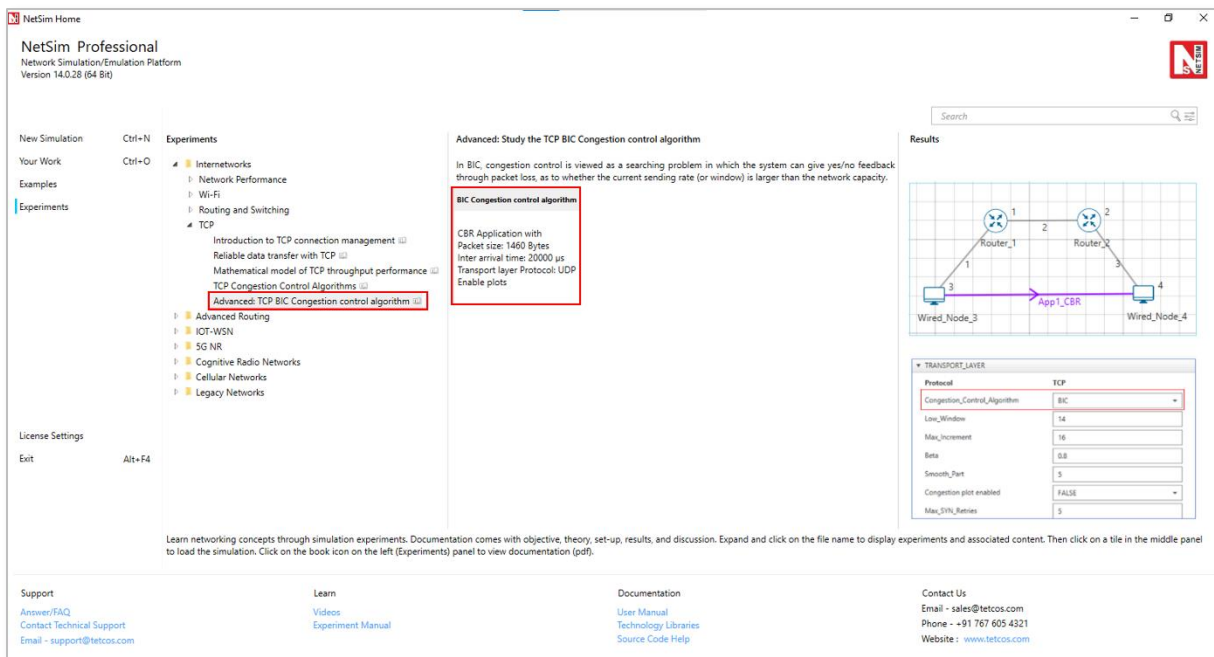 NetSim Home
NetSim Professional
Network Simulation/Emulation Platform
Version 14.0.28 (64 Bit)
NETSIM
Search
New Simulation Ctrl+N
Your Work Ctrl+O
Examples
Experiments
License Settings
Exit Alt+F4
Experiments
Internetworks
Network Performance
Wi-Fi
Routing and Switching
TCP
Introduction to TCP connection management
Reliable data transfer with TCP
Mathematical model of TCP throughput performance
TCP Congestion Control Algorithms
Advanced: TCP BIC Congestion control algorithm
Advanced Routing
IOT-WSN
5G NR
Cognitive Radio Networks
Cellular Networks
Legacy Networks
Advanced: Study the TCP BIC Congestion control algorithm
In BIC, congestion control is viewed as a searching problem in which the system can give yes/no feedback
through packet loss, as to whether the current sending rate (or window) is larger than the network capacity.
BIC Congestion control algorithm
CBR Application with
Packet size: 1460 Bytes
Inter arrival time: 20000 µs
Transport layer Protocol: UDP
Enable plots
Results
1 2
2
Router_1 Router_2
1 3
3 4
App1_CBR
Wired_Node_3 Wired_Node_4
TRANSPORT_LAYER
Protocol TCP
Congestion_Control_Algorithm BIC
Low_Window 14
Max_Increment 16
Beta 0.8
Smooth_Part 5
Congestion plot enabled FALSE
Max_SYN_Retries 5
Learn networking concepts through simulation experiments. Documentation comes with objective, theory, set-up, results, and discussion. Expand and click on the file name to display experiments and associated content. Then click on a tile in the middle panel
to load the simulation. Click on the book icon on the left (Experiments) panel to view documentation (pdf).
Support
Answer/FAQ
Contact Technical Support
Email - support@tetcos.com
Learn
Videos
Experiment Manual
Documentation
User Manual
Technology Libraries
Source Code Help
Contact Us
Email - sales@tetcos.com
Phone - +91 767 605 4321
Website : www.tetcos.com